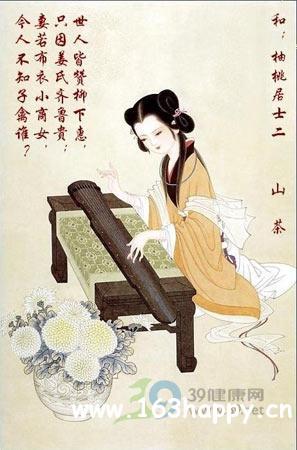 和；柚桃居士二 山 茶
世人皆赞柳下惠，
只因姜氏齐鲁贵；
妻若布衣小商女，
今人不知子禽谁？
39健康网
www.163happy.cn